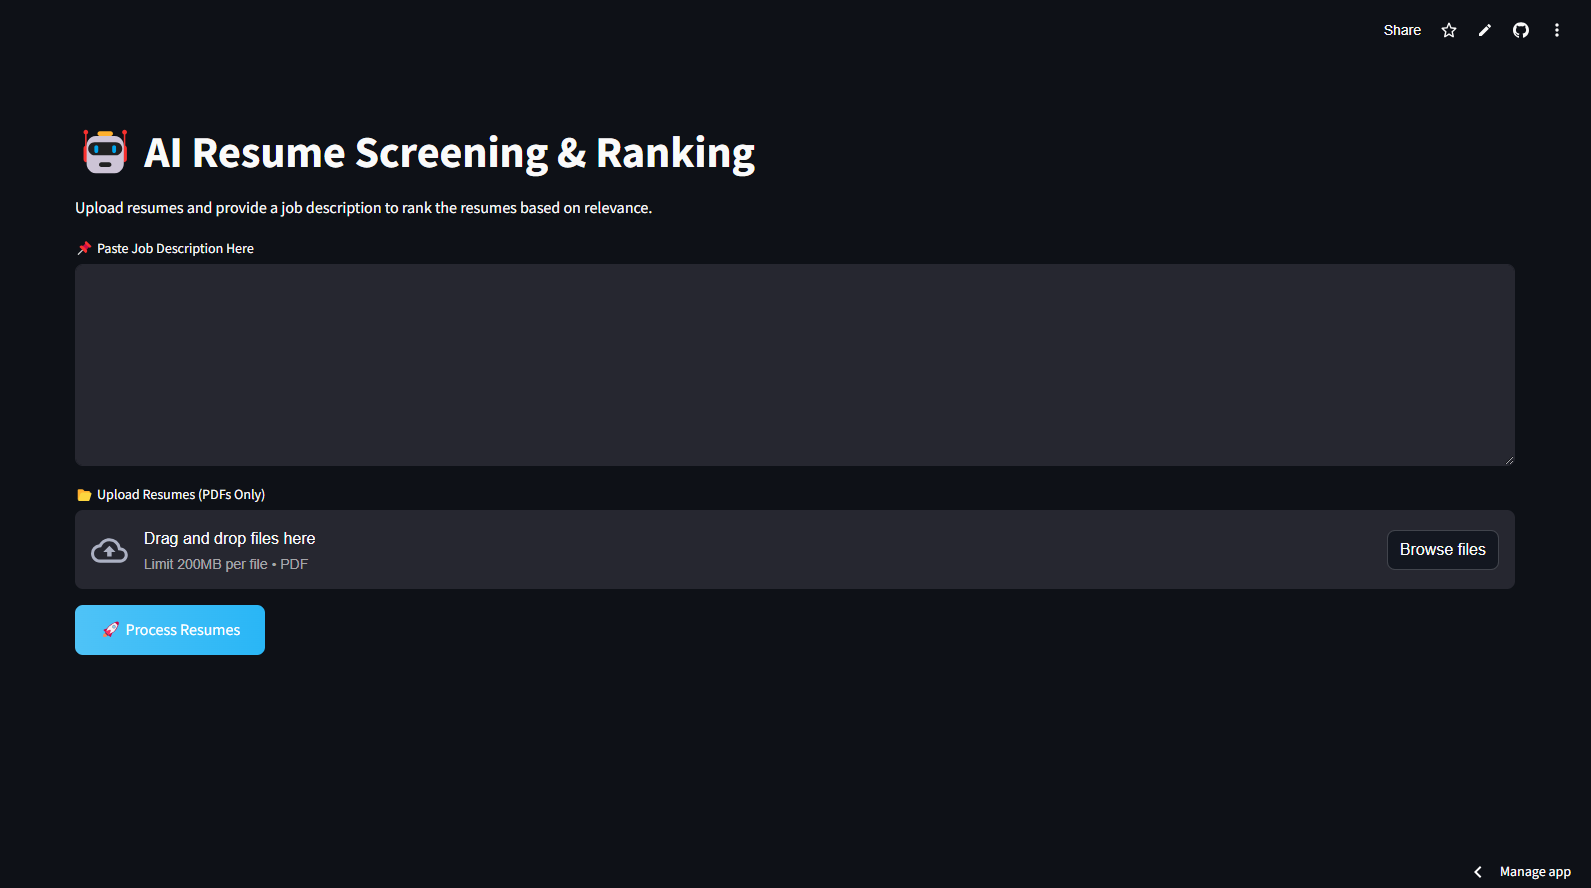 Share
AI Resume Screening & Ranking
Upload resumes and provide a job description to rank the resumes based on relevance.
Paste Job Description Here
Upload Resumes (PDFs Only)
Drag and drop files here
Limit 200MB per file • PDF
Browse files
Process Resumes
Manage app